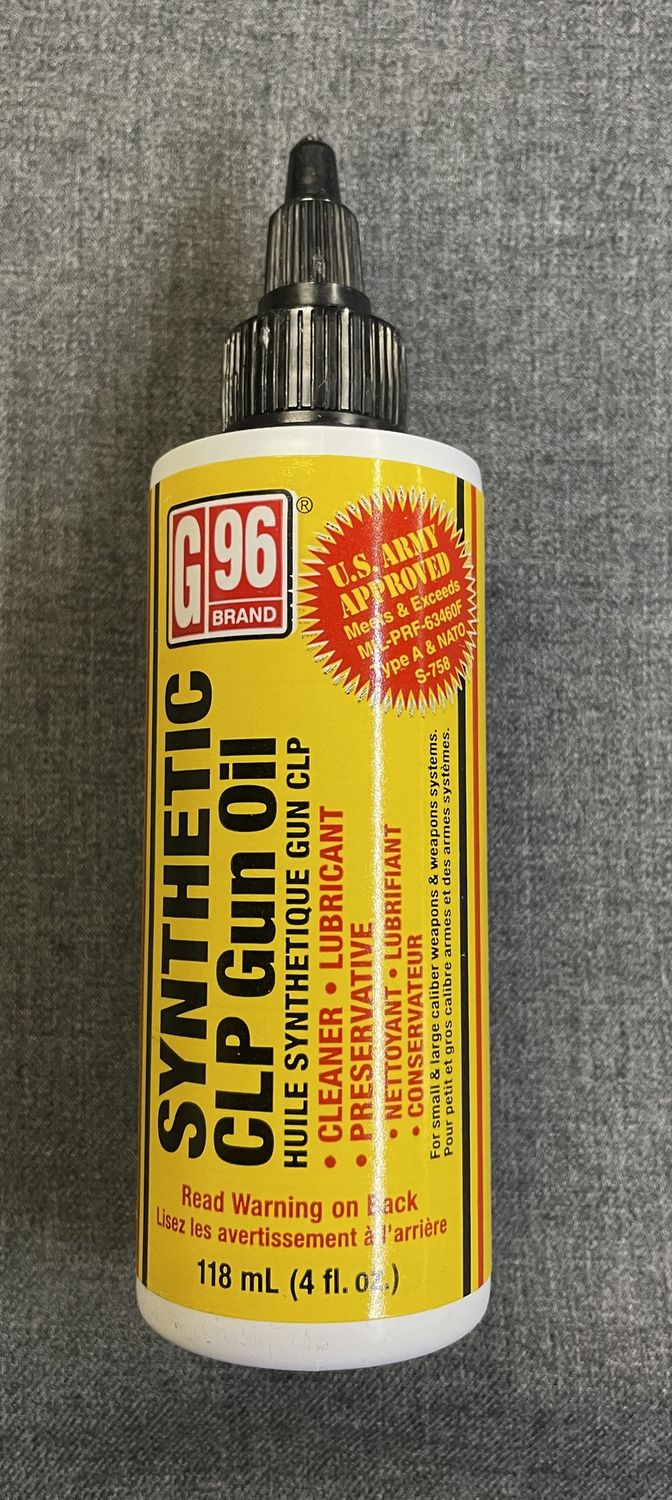 G 96
BRAND
®
U.S. ARMY
APPROVED
Meets & Exceeds
MIL-PRF-63460F
Type A & NATO
S-758
SYNTHETIC
CLP Gun Oil
HUILE SYNTHETIQUE GUN CLP
• CLEANER • LUBRICANT
• PRESERVATIVE
• NETTOYANT • LUBRIFIANT
• CONSERVATEUR
For small & large caliber weapons & weapons systems.
Pour petit et gros calibre armes et des armes systèmes.
Read Warning on Back
Lisez les avertissement à l'arrière
118 mL (4 fl. oz.)